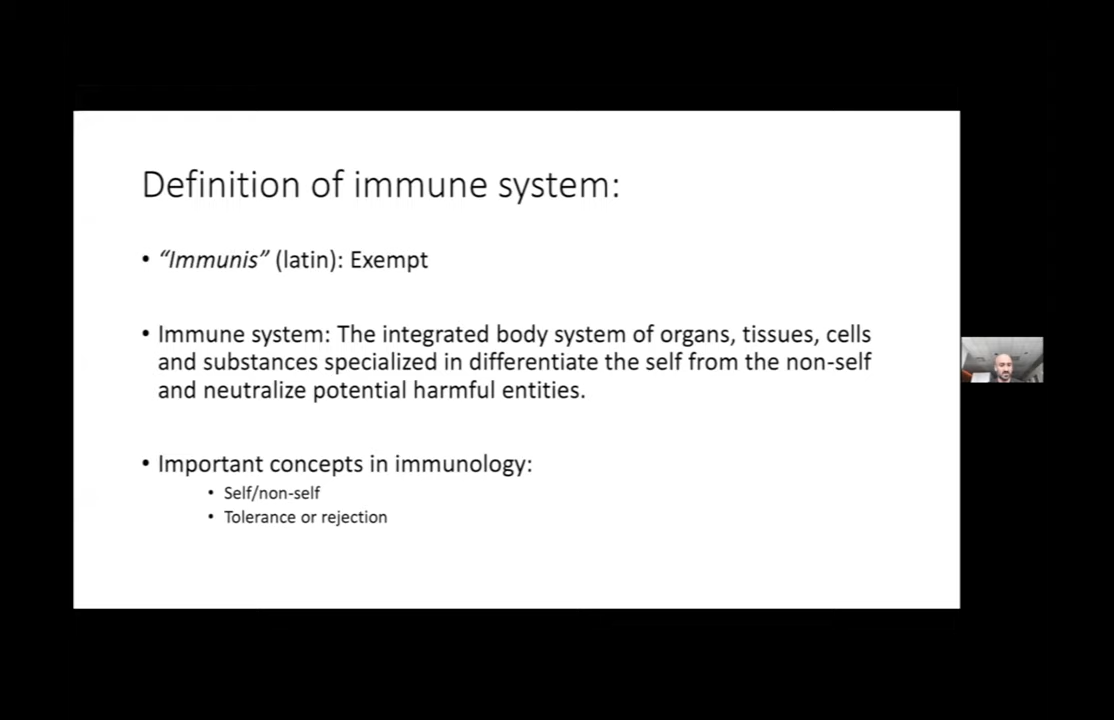 Definition of immune system:
• “Immunis” (latin): Exempt
• Immune system: The integrated body system of organs, tissues, cells
and substances specialized in differentiate the self from the non-self
and neutralize potential harmful entities.
• Important concepts in immunology:
• Self/non-self
• Tolerance or rejection